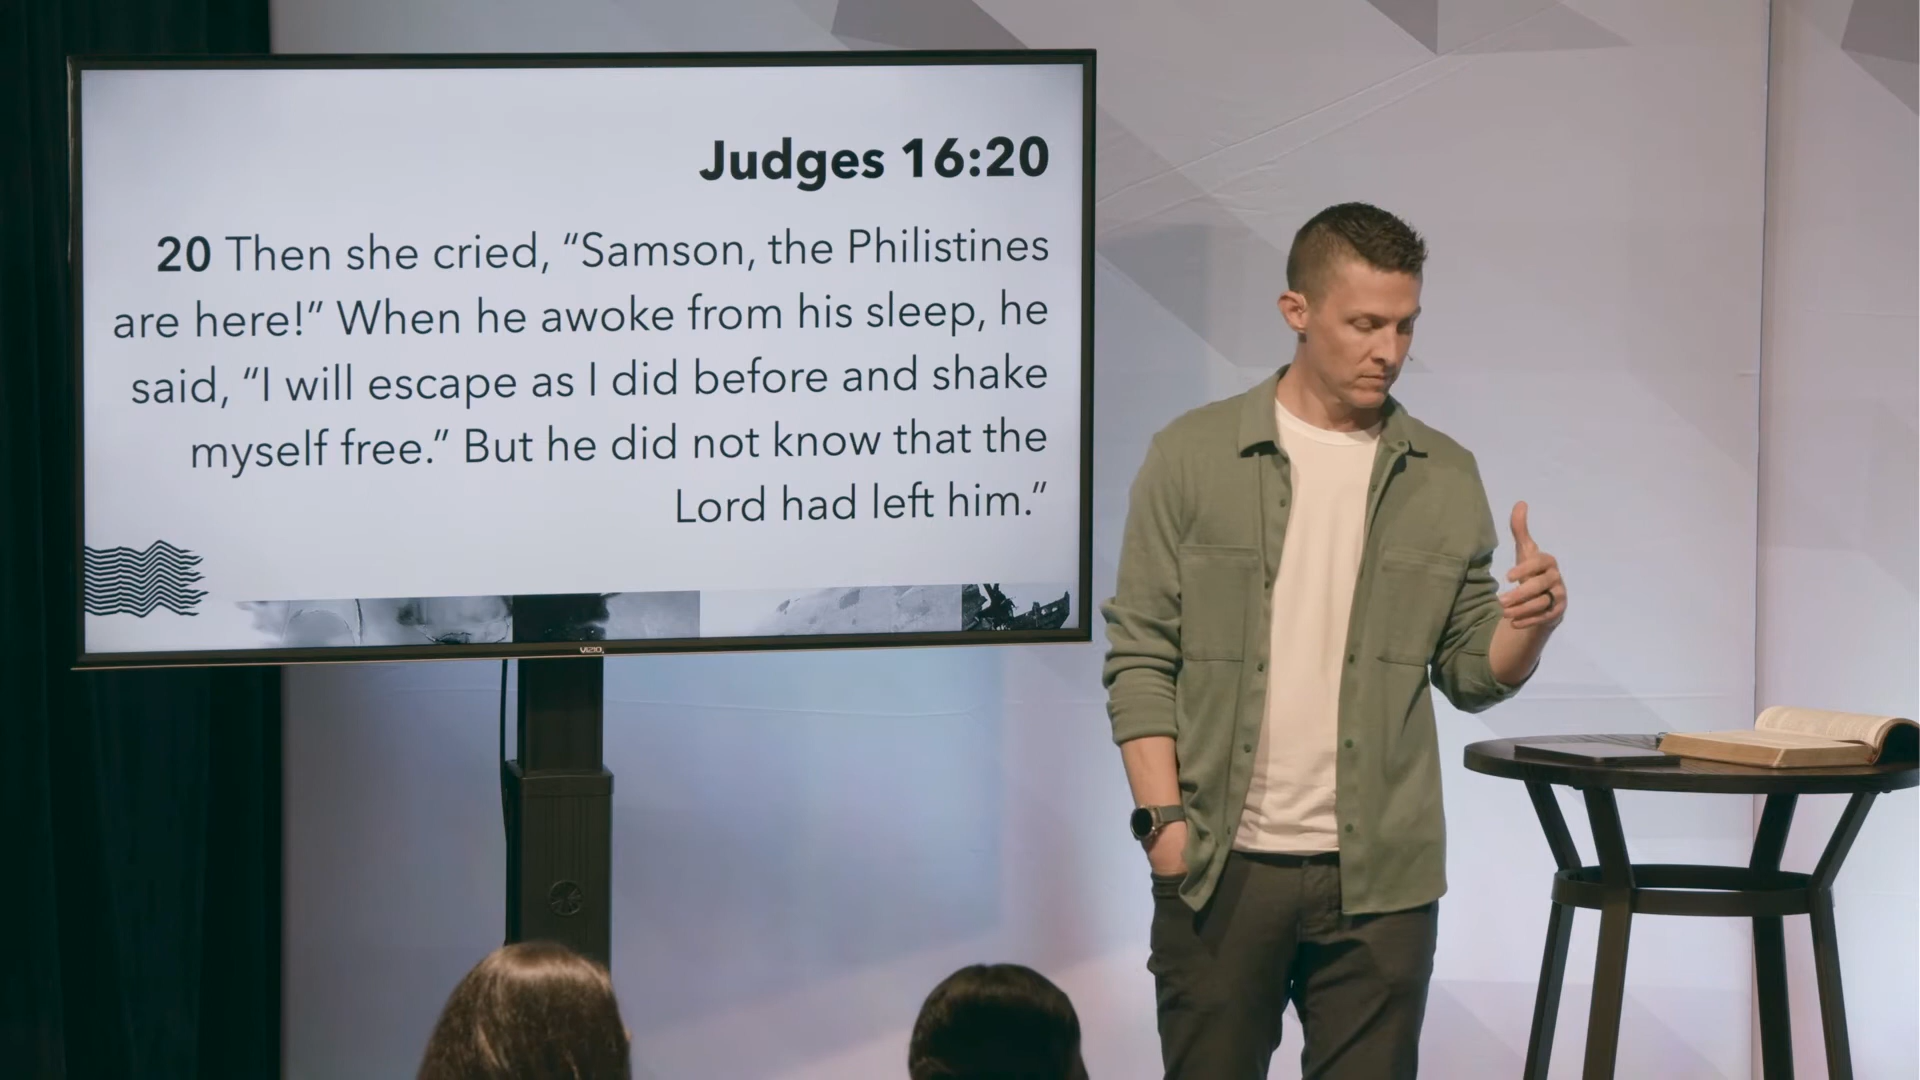 Judges 16:20
20 Then she cried, “Samson, the Philistines
are here!” When he awoke from his sleep, he
said, “I will escape as I did before and shake
myself free.” But he did not know that the
Lord had left him.”
VIZIO